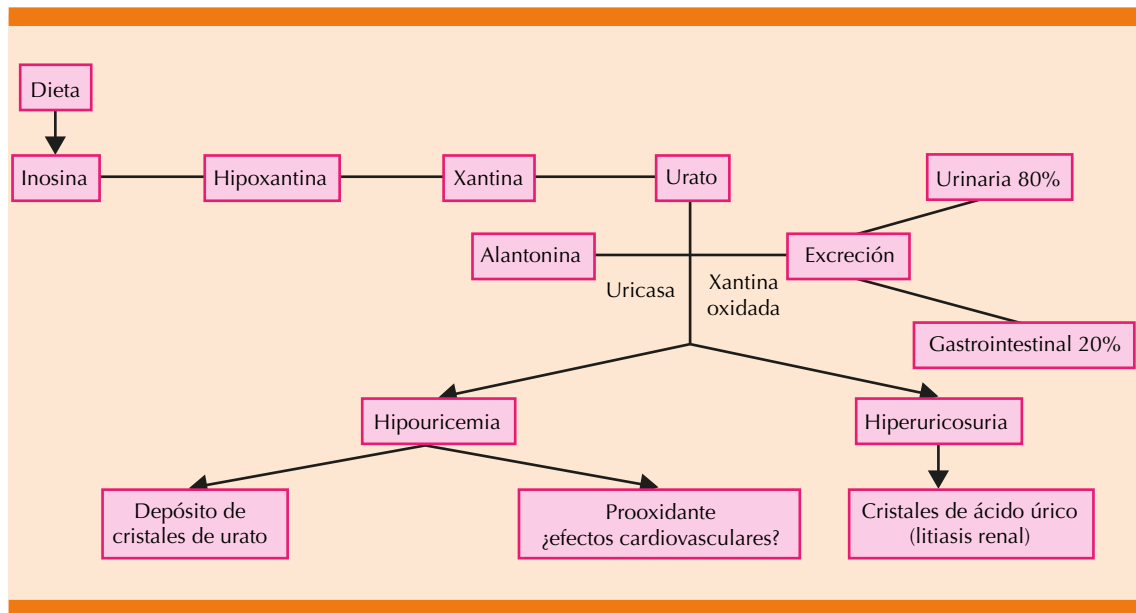 Dieta
Inosina
Hipoxantina
Xantina
Urato
Urinaria 80%
Alantonina
Excreción
Uricasa
Xantina
oxidada
Gastrointestinal 20%
Hipouricemia
Hiperuricosuria
Depósito de
cristales de urato
Prooxidante
¿efectos cardiovasculares?
Cristales de ácido úrico
(litiasis renal)